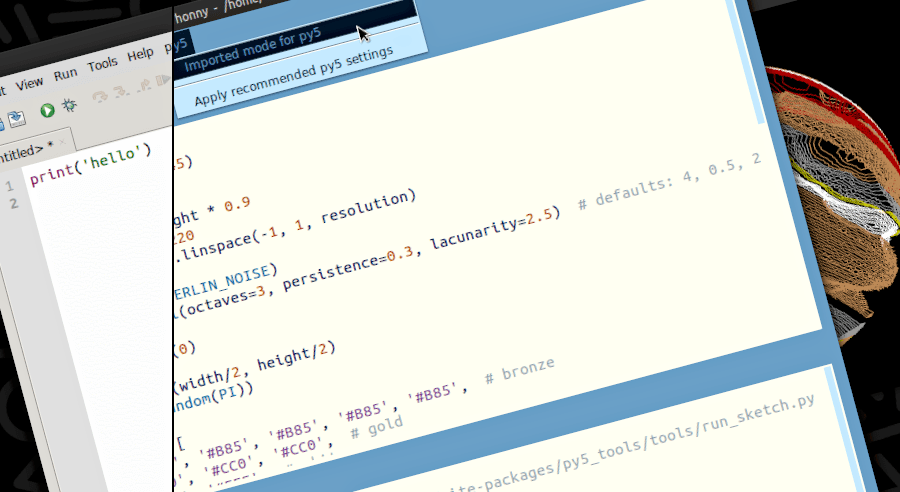 View Run Tools Help
ntitled> *
1 print('hello')
2
honny - /home/
py5
Imported mode for py5
Apply recommended py5 settings
5)
ght * 0.9
20
.linspace(-1, 1, resolution)
ERLIN_NOISE)
(octaves=3, persistence=0.3, lacunarity=2.5) # defaults: 4, 0.5, 2
(0)
(width/2, height/2)
ndom(PI))
[
'#B85', '#B85', '#B85', '#B85', # bronze
', '#CC0', '#CC0', # gold
ite-packages/py5_tools/tools/run_sketch.py